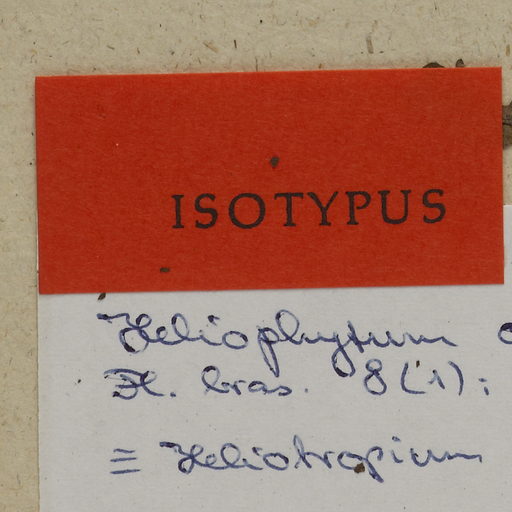 ISOTYPUS
Heliophytum
Fl. bras. 8(1);
≡ Heliotropium